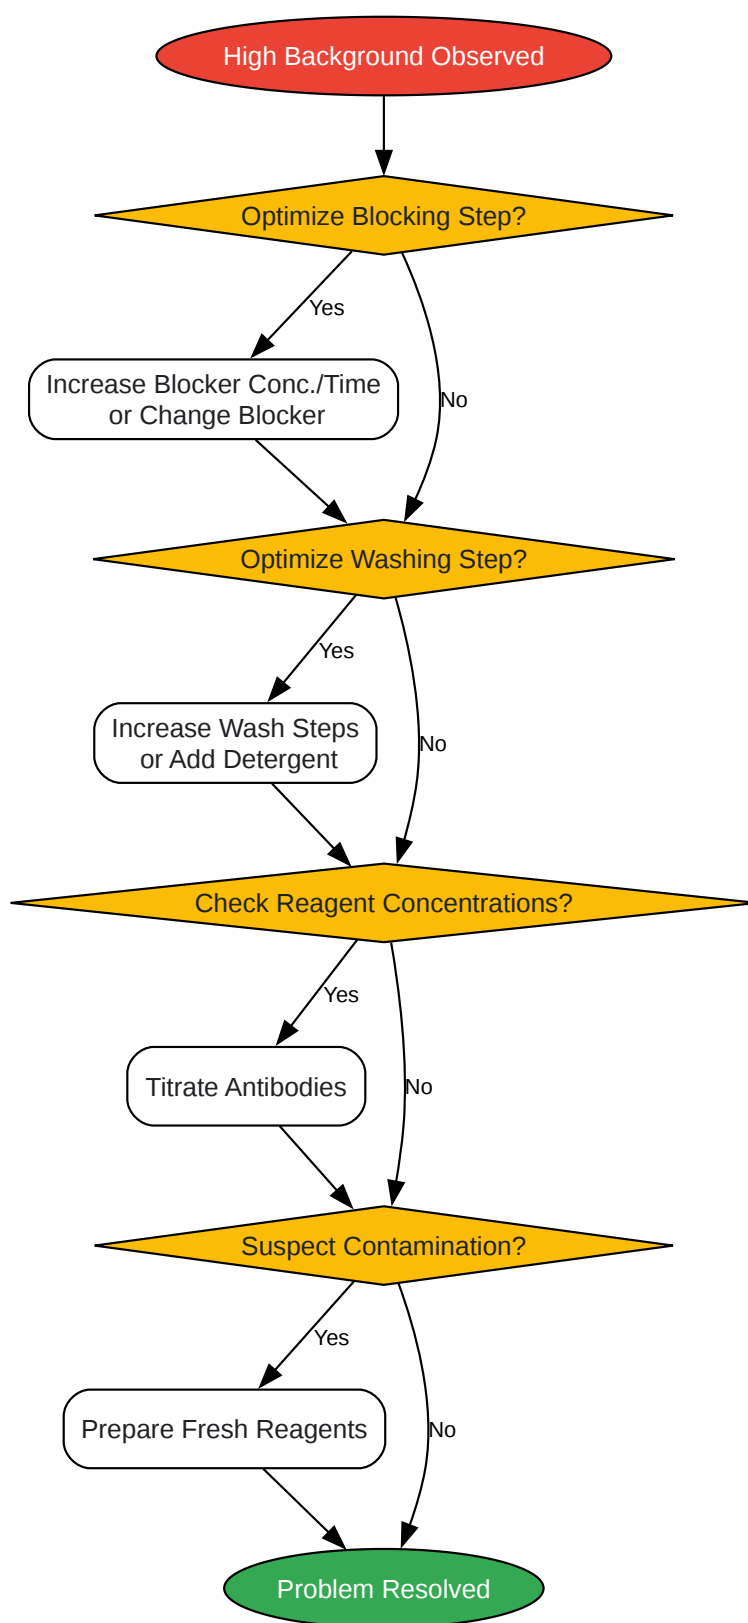 High Background Observed
Optimize Blocking Step?
Yes
Increase Blocker Conc./Time
or Change Blocker
No
Optimize Washing Step?
Yes
Increase Wash Steps
or Add Detergent
No
Check Reagent Concentrations?
Yes
Titrate Antibodies
No
Suspect Contamination?
Yes
Prepare Fresh Reagents
No
Problem Resolved